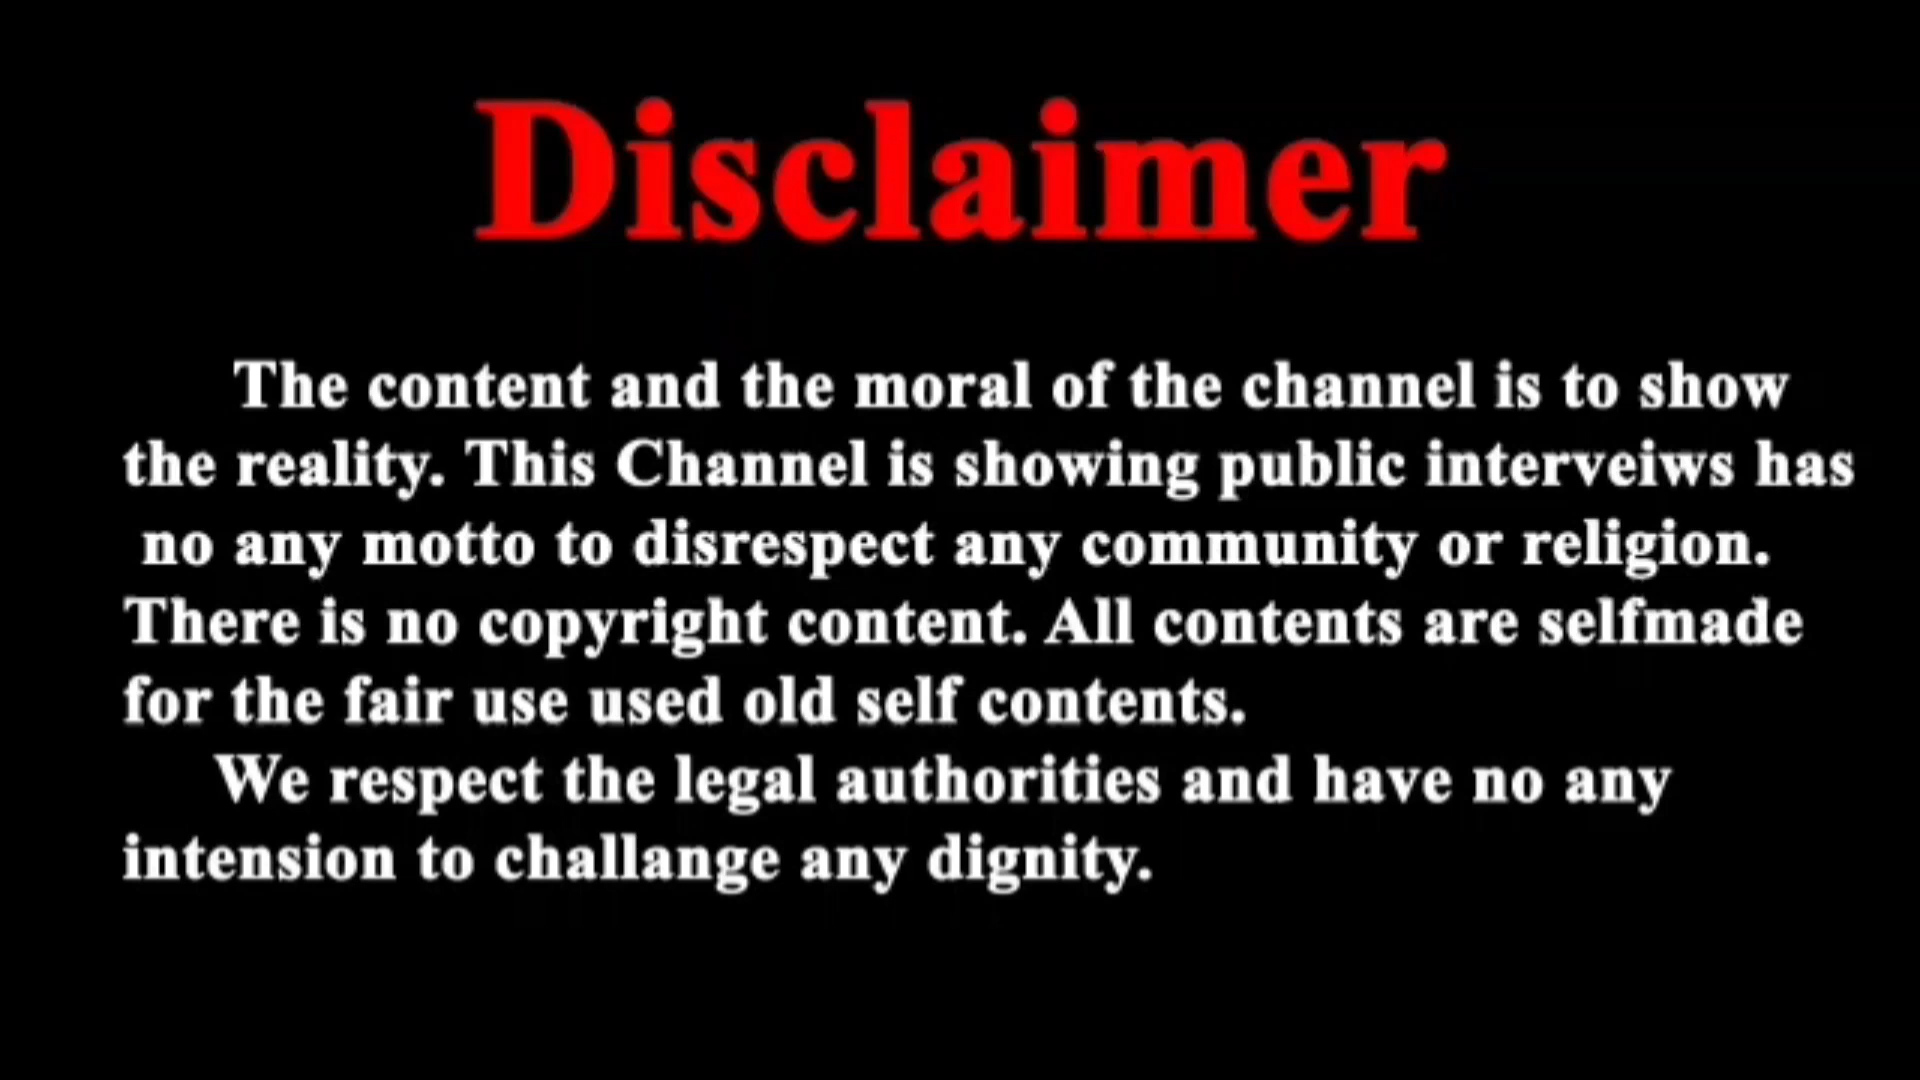 Disclaimer
The content and the moral of the channel is to show
the reality. This Channel is showing public interveiws has
no any motto to disrespect any community or religion.
There is no copyright content. All contents are selfmade
for the fair use used old self contents.
We respect the legal authorities and have no any
intension to challange any dignity.